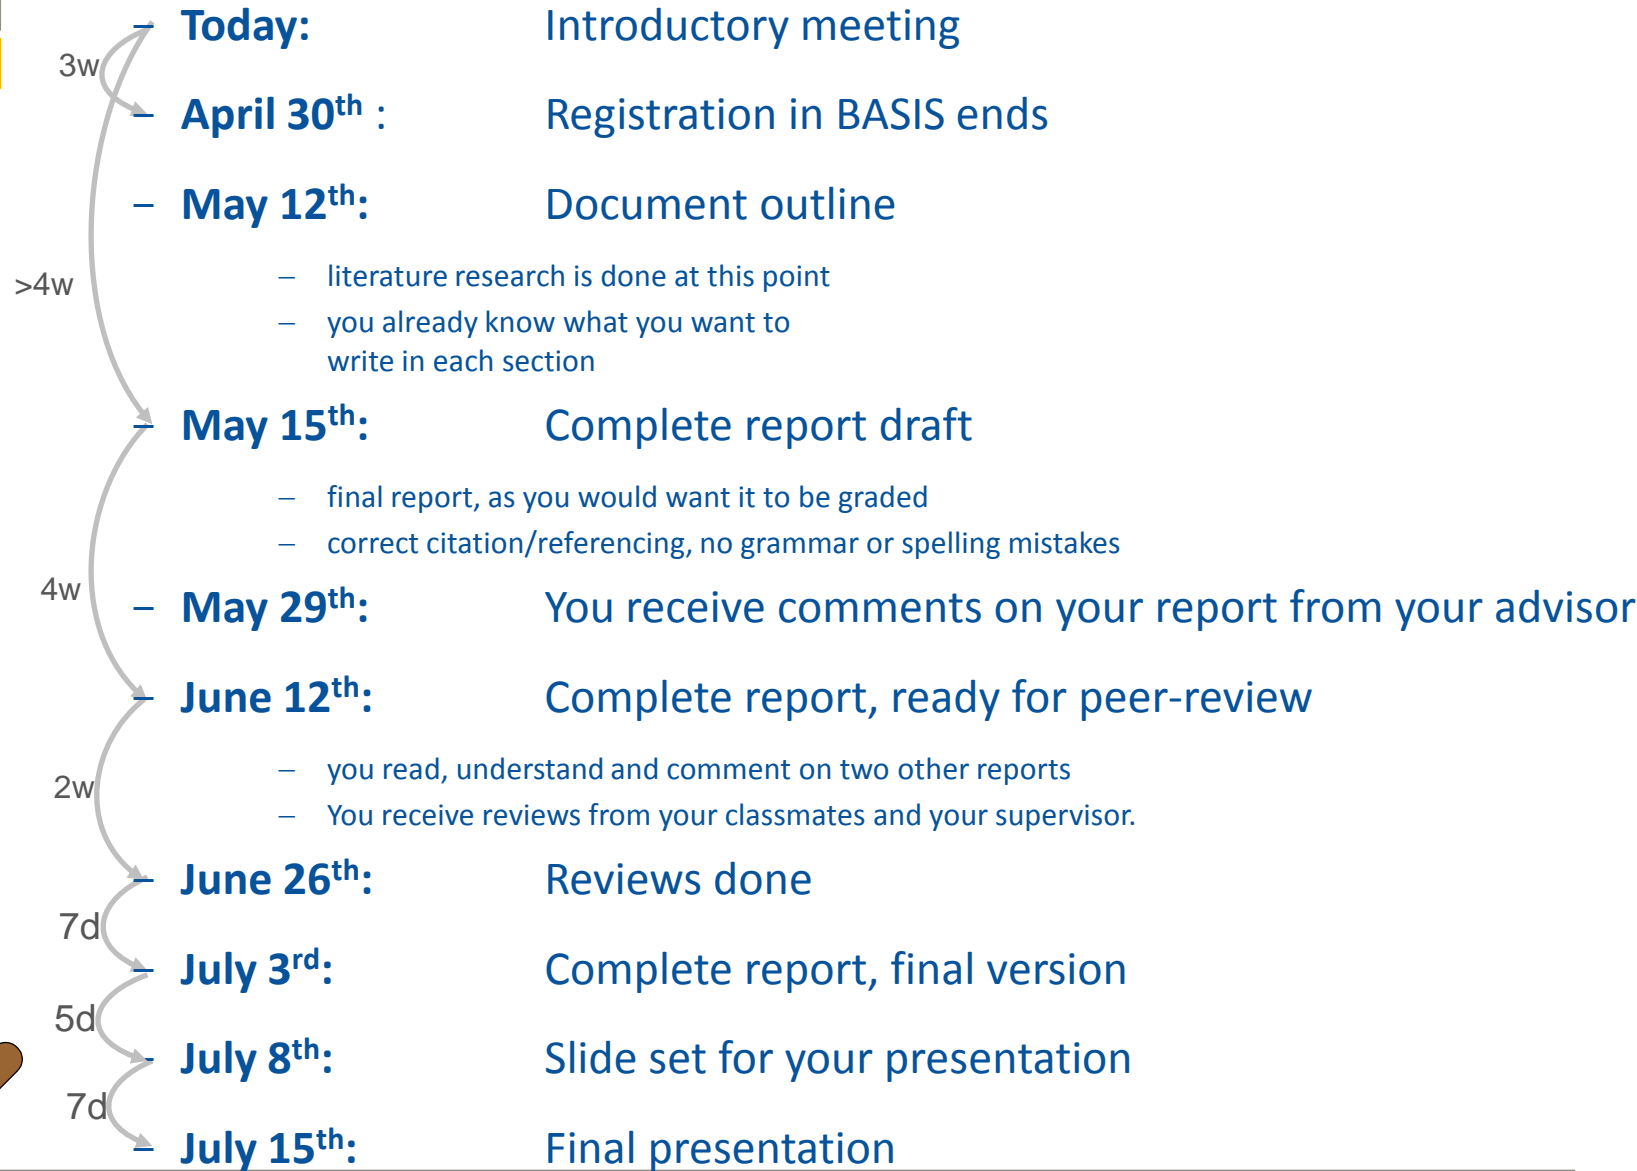 – Today: Introductory meeting
3w
– April 30th : Registration in BASIS ends
– May 12th: Document outline
>4w
– literature research is done at this point
– you already know what you want to
write in each section
– May 15th: Complete report draft
– final report, as you would want it to be graded
– correct citation/referencing, no grammar or spelling mistakes
4w
– May 29th: You receive comments on your report from your advisor
– June 12th: Complete report, ready for peer-review
– you read, understand and comment on two other reports
2w
– You receive reviews from your classmates and your supervisor.
– June 26th: Reviews done
7d
– July 3rd: Complete report, final version
5d
– July 8th: Slide set for your presentation
7d
– July 15th: Final presentation